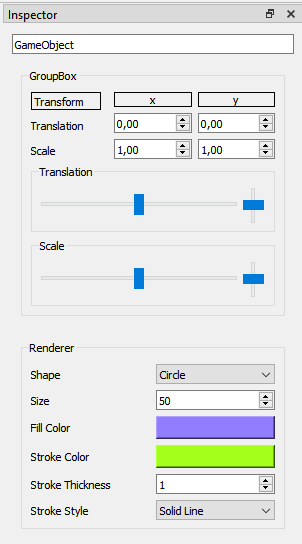 Inspector
GameObject
GroupBox
Transform x y
Translation 0,00 0,00
Scale 1,00 1,00
Translation
Scale
Renderer
Shape Circle
Size 50
Fill Color
Stroke Color
Stroke Thickness 1
Stroke Style Solid Line